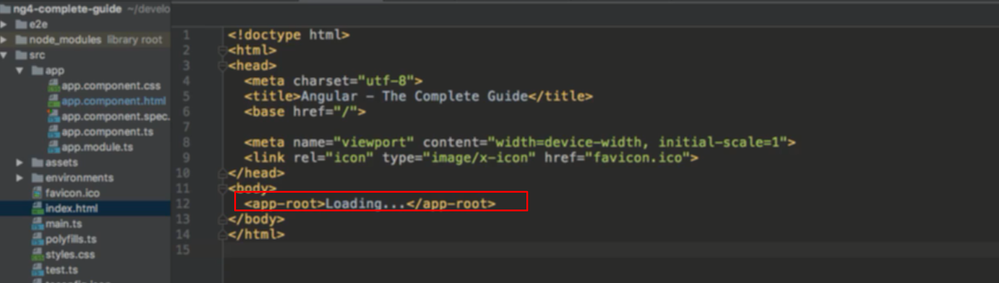 ng4-complete-guide ~/develo
e2e
node_modules library root
src
app
app.component.css
app.component.html
app.component.spec.
app.component.ts
app.module.ts
assets
environments
favicon.ico
index.html
main.ts
polyfills.ts
styles.css
test.ts
tsconfig.json
1 <!doctype html>
2 <html>
3 <head>
4 <meta charset="utf-8">
5 <title>Angular - The Complete Guide</title>
6 <base href="/">
7
8 <meta name="viewport" content="width=device-width, initial-scale=1">
9 <link rel="icon" type="image/x-icon" href="favicon.ico">
10 </head>
11 <body>
12 <app-root>Loading...</app-root>
13 </body>
14 </html>
15